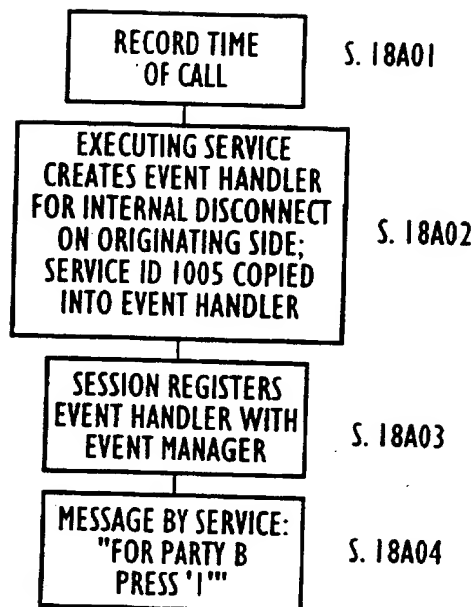 RECORD TIME
OF CALL
S. 18A01
EXECUTING SERVICE
CREATES EVENT HANDLER
FOR INTERNAL DISCONNECT
ON ORIGINATING SIDE;
SERVICE ID 1005 COPIED
INTO EVENT HANDLER
S. 18A02
SESSION REGISTERS
EVENT HANDLER WITH
EVENT MANAGER
S. 18A03
MESSAGE BY SERVICE:
"FOR PARTY B
PRESS '1'"
S. 18A04